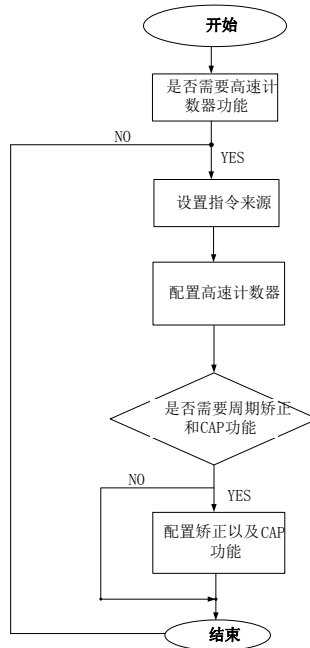 开始
是否需要高速计
数器功能
NO
YES
设置指令来源
配置高速计数器
是否需要周期矫正
和CAP功能
NO
YES
配置矫正以及CAP
功能
结束